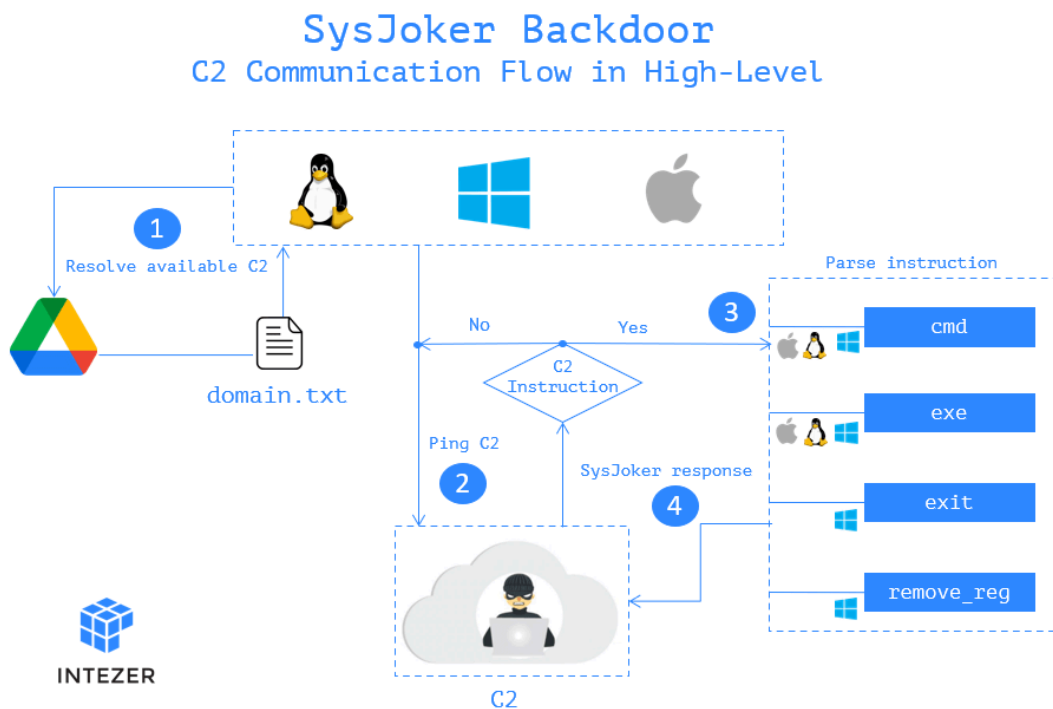 SysJoker Backdoor
C2 Communication Flow in High-Level
1
Resolve available C2
domain.txt
Parse instruction
3
No
Yes
cmd
C2
Instruction
exe
Ping C2
2
SysJoker response
4
exit
remove_reg
INTEZER
C2